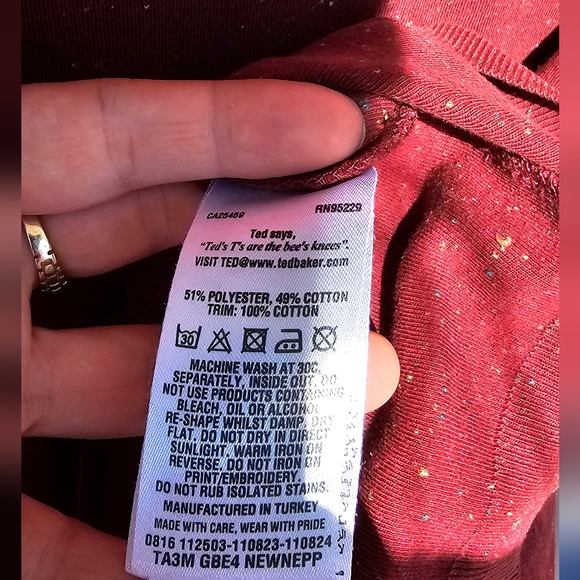 CA25459 RN95229
Ted says,
"Ted's T's are the bee's knees".
VISIT TED@www.tedbaker.com
51% POLYESTER, 49% COTTON
TRIM: 100% COTTON
30
MACHINE WASH AT 30C,
SEPARATELY, INSIDE OUT. DO
NOT USE PRODUCTS CONTAINING
BLEACH, OIL OR ALCOHOL
RE-SHAPE WHILST DAMP, DRY
FLAT. DO NOT DRY IN DIRECT
SUNLIGHT. WARM IRON ON
REVERSE. DO NOT IRON ON
PRINT/EMBROIDERY.
DO NOT RUB ISOLATED STAINS.
MANUFACTURED IN TURKEY
MADE WITH CARE, WEAR WITH PRIDE
0816 112503-110823-110824
TA3M GBE4 NEWNEPP